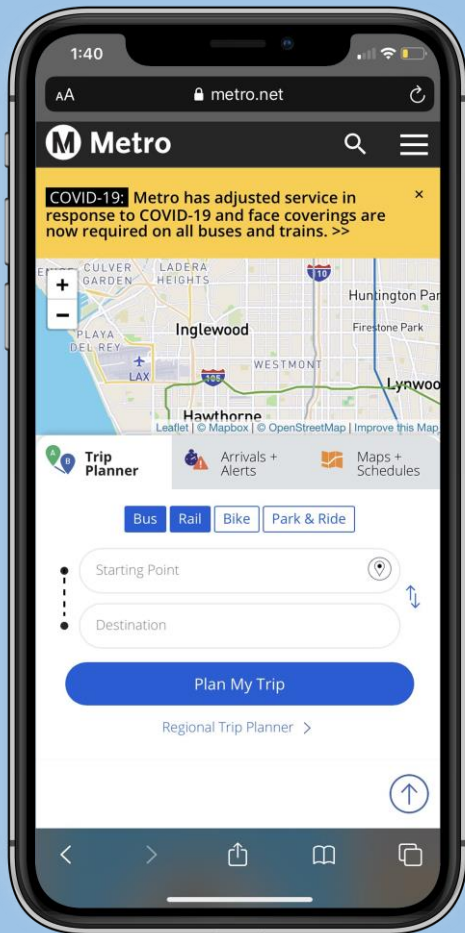 1:40
AA metro.net
M Metro
COVID-19: Metro has adjusted service in ×
response to COVID-19 and face coverings are
now required on all buses and trains. >>
+
−
CULVER LADERA
GARDEN HEIGHTS
110
Huntington Par
Inglewood
Firestone Park
PLAYA
DEL REY
WESTMONT
LAX
105
Lynwoo
Hawthorne
Leaflet | © Mapbox | © OpenStreetMap | Improve this Map
A B Trip
Planner
Arrivals +
Alerts
Maps +
Schedules
Bus Rail Bike Park & Ride
Starting Point
Destination
Plan My Trip
Regional Trip Planner >